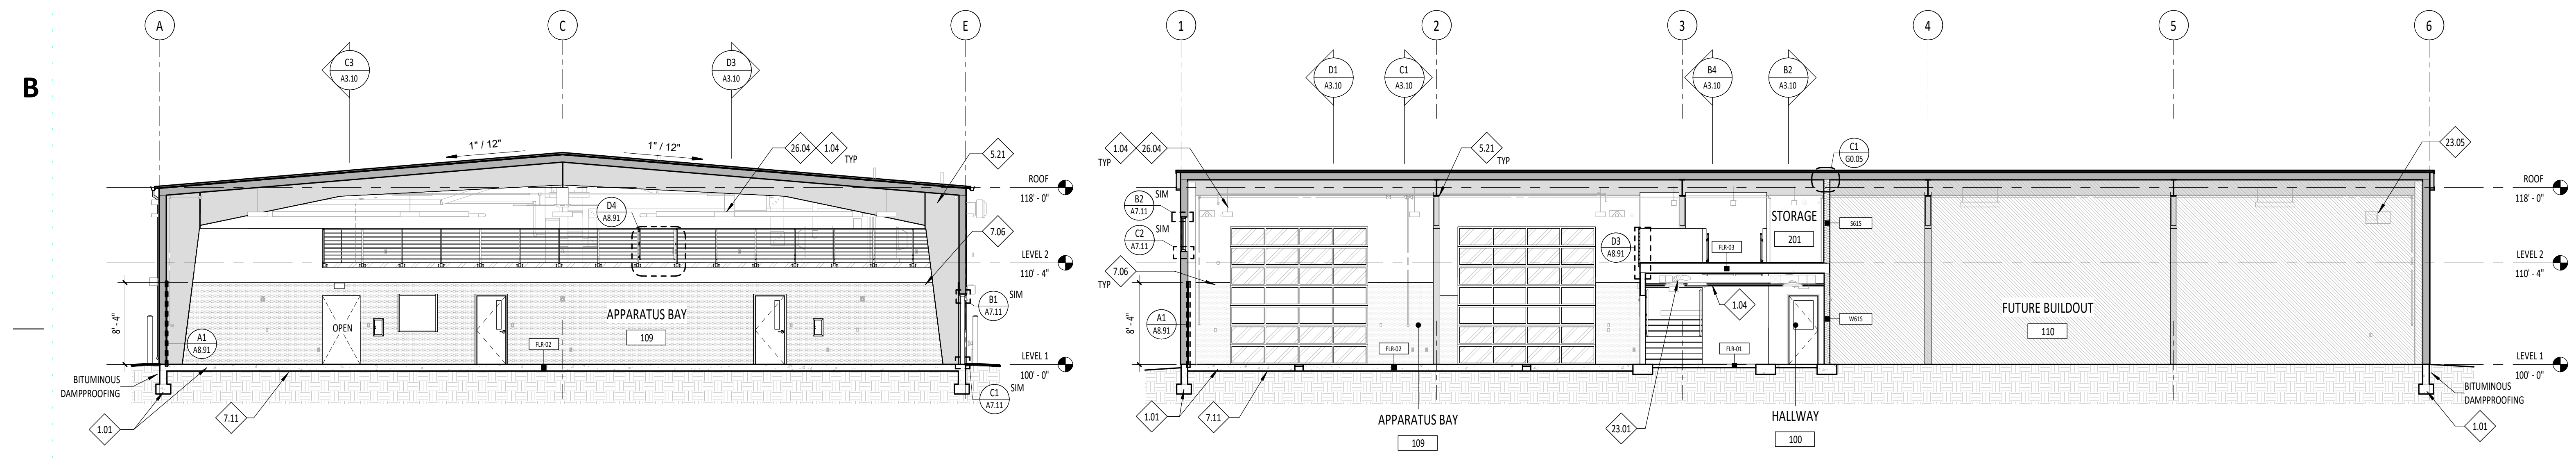 B
A
C
E
C3
A3.10
D3
A3.10
1" / 12"
1" / 12"
26.04
1.04
TYP
5.21
ROOF
118' - 0"
D4
A8.91
7.06
LEVEL 2
110' - 4"
B1
A7.11
SIM
8' - 4"
OPEN
APPARATUS BAY
109
A1
A8.91
FLR-02
LEVEL 1
100' - 0"
BITUMINOUS
DAMPPROOFING
C1
A7.11
SIM
1.01
7.11
1
2
3
4
5
6
D1
A3.10
C1
A3.10
B4
A3.10
B2
A3.10
1.04
26.04
TYP
TYP
5.21
TYP
C1
G0.05
23.05
ROOF
118' - 0"
B2
A7.11
SIM
C2
A7.11
SIM
STORAGE
201
S61S
D3
A8.91
FLR-03
LEVEL 2
110' - 4"
7.06
TYP
1.04
FUTURE BUILDOUT
110
8' - 4"
A1
A8.91
W61S
FLR-02
FLR-01
LEVEL 1
100' - 0"
BITUMINOUS
DAMPPROOFING
1.01
7.11
APPARATUS BAY
109
23.01
HALLWAY
100
1.01